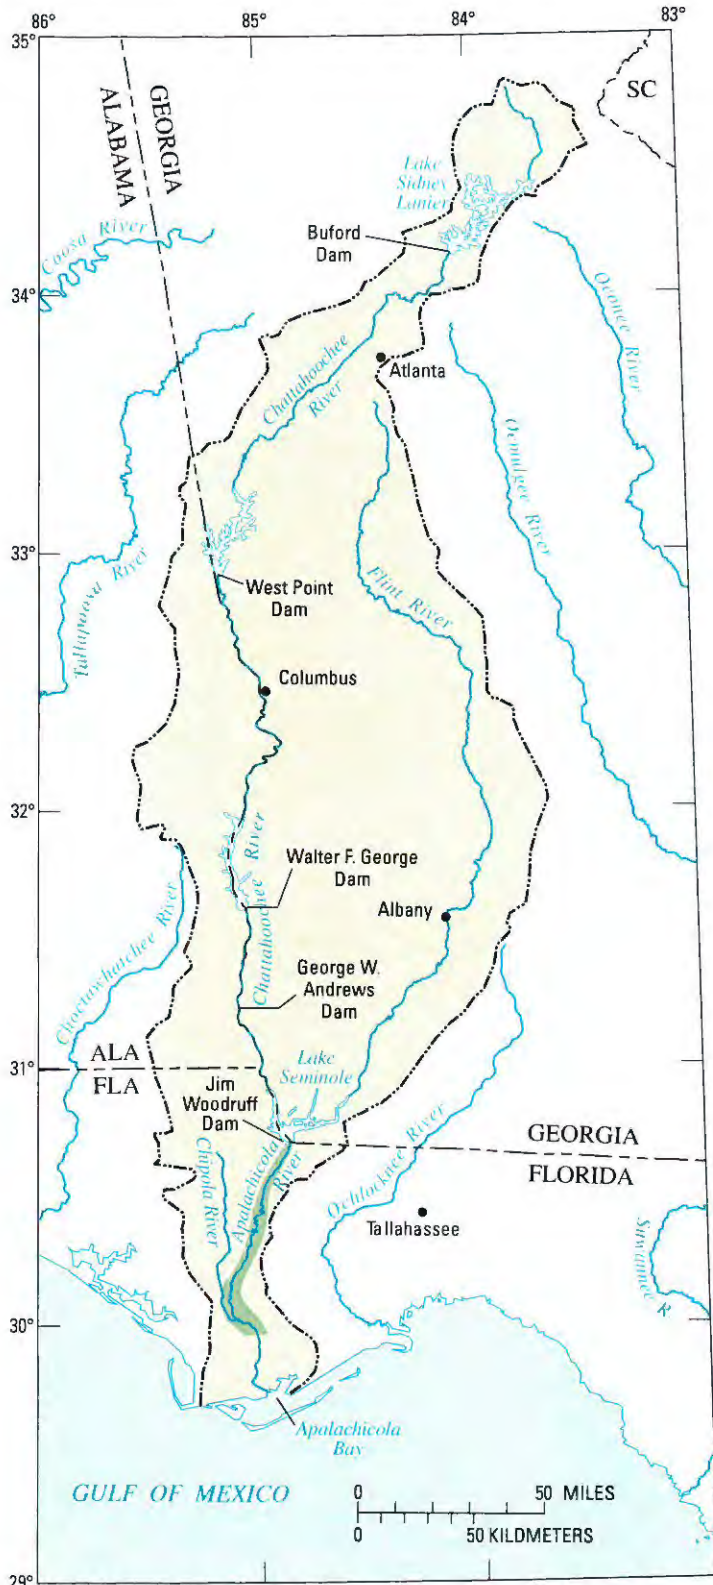 86°
85°
84°
83°
35°
SC
GEORGIA
ALABAMA
Lake
Sidney
Lanier
Buford
Dam
Coosa River
34°
Oconee River
Chattahoochee
River
Atlanta
Ocmulgee River
33°
Tallapoosa River
West Point
Dam
Flint River
Columbus
32°
Chattahoochee River
Walter F. George
Dam
Albany
Choctawhatchee River
George W.
Andrews
Dam
31°
ALA
FLA
Lake
Seminole
Jim
Woodruff
Dam
GEORGIA
FLORIDA
Chipola River
Apalachicola
River
Ochlocknee River
Tallahassee
Suwannee R
30°
Apalachicola
Bay
GULF OF MEXICO
0 50 MILES
0 50 KILDMETERS
29°